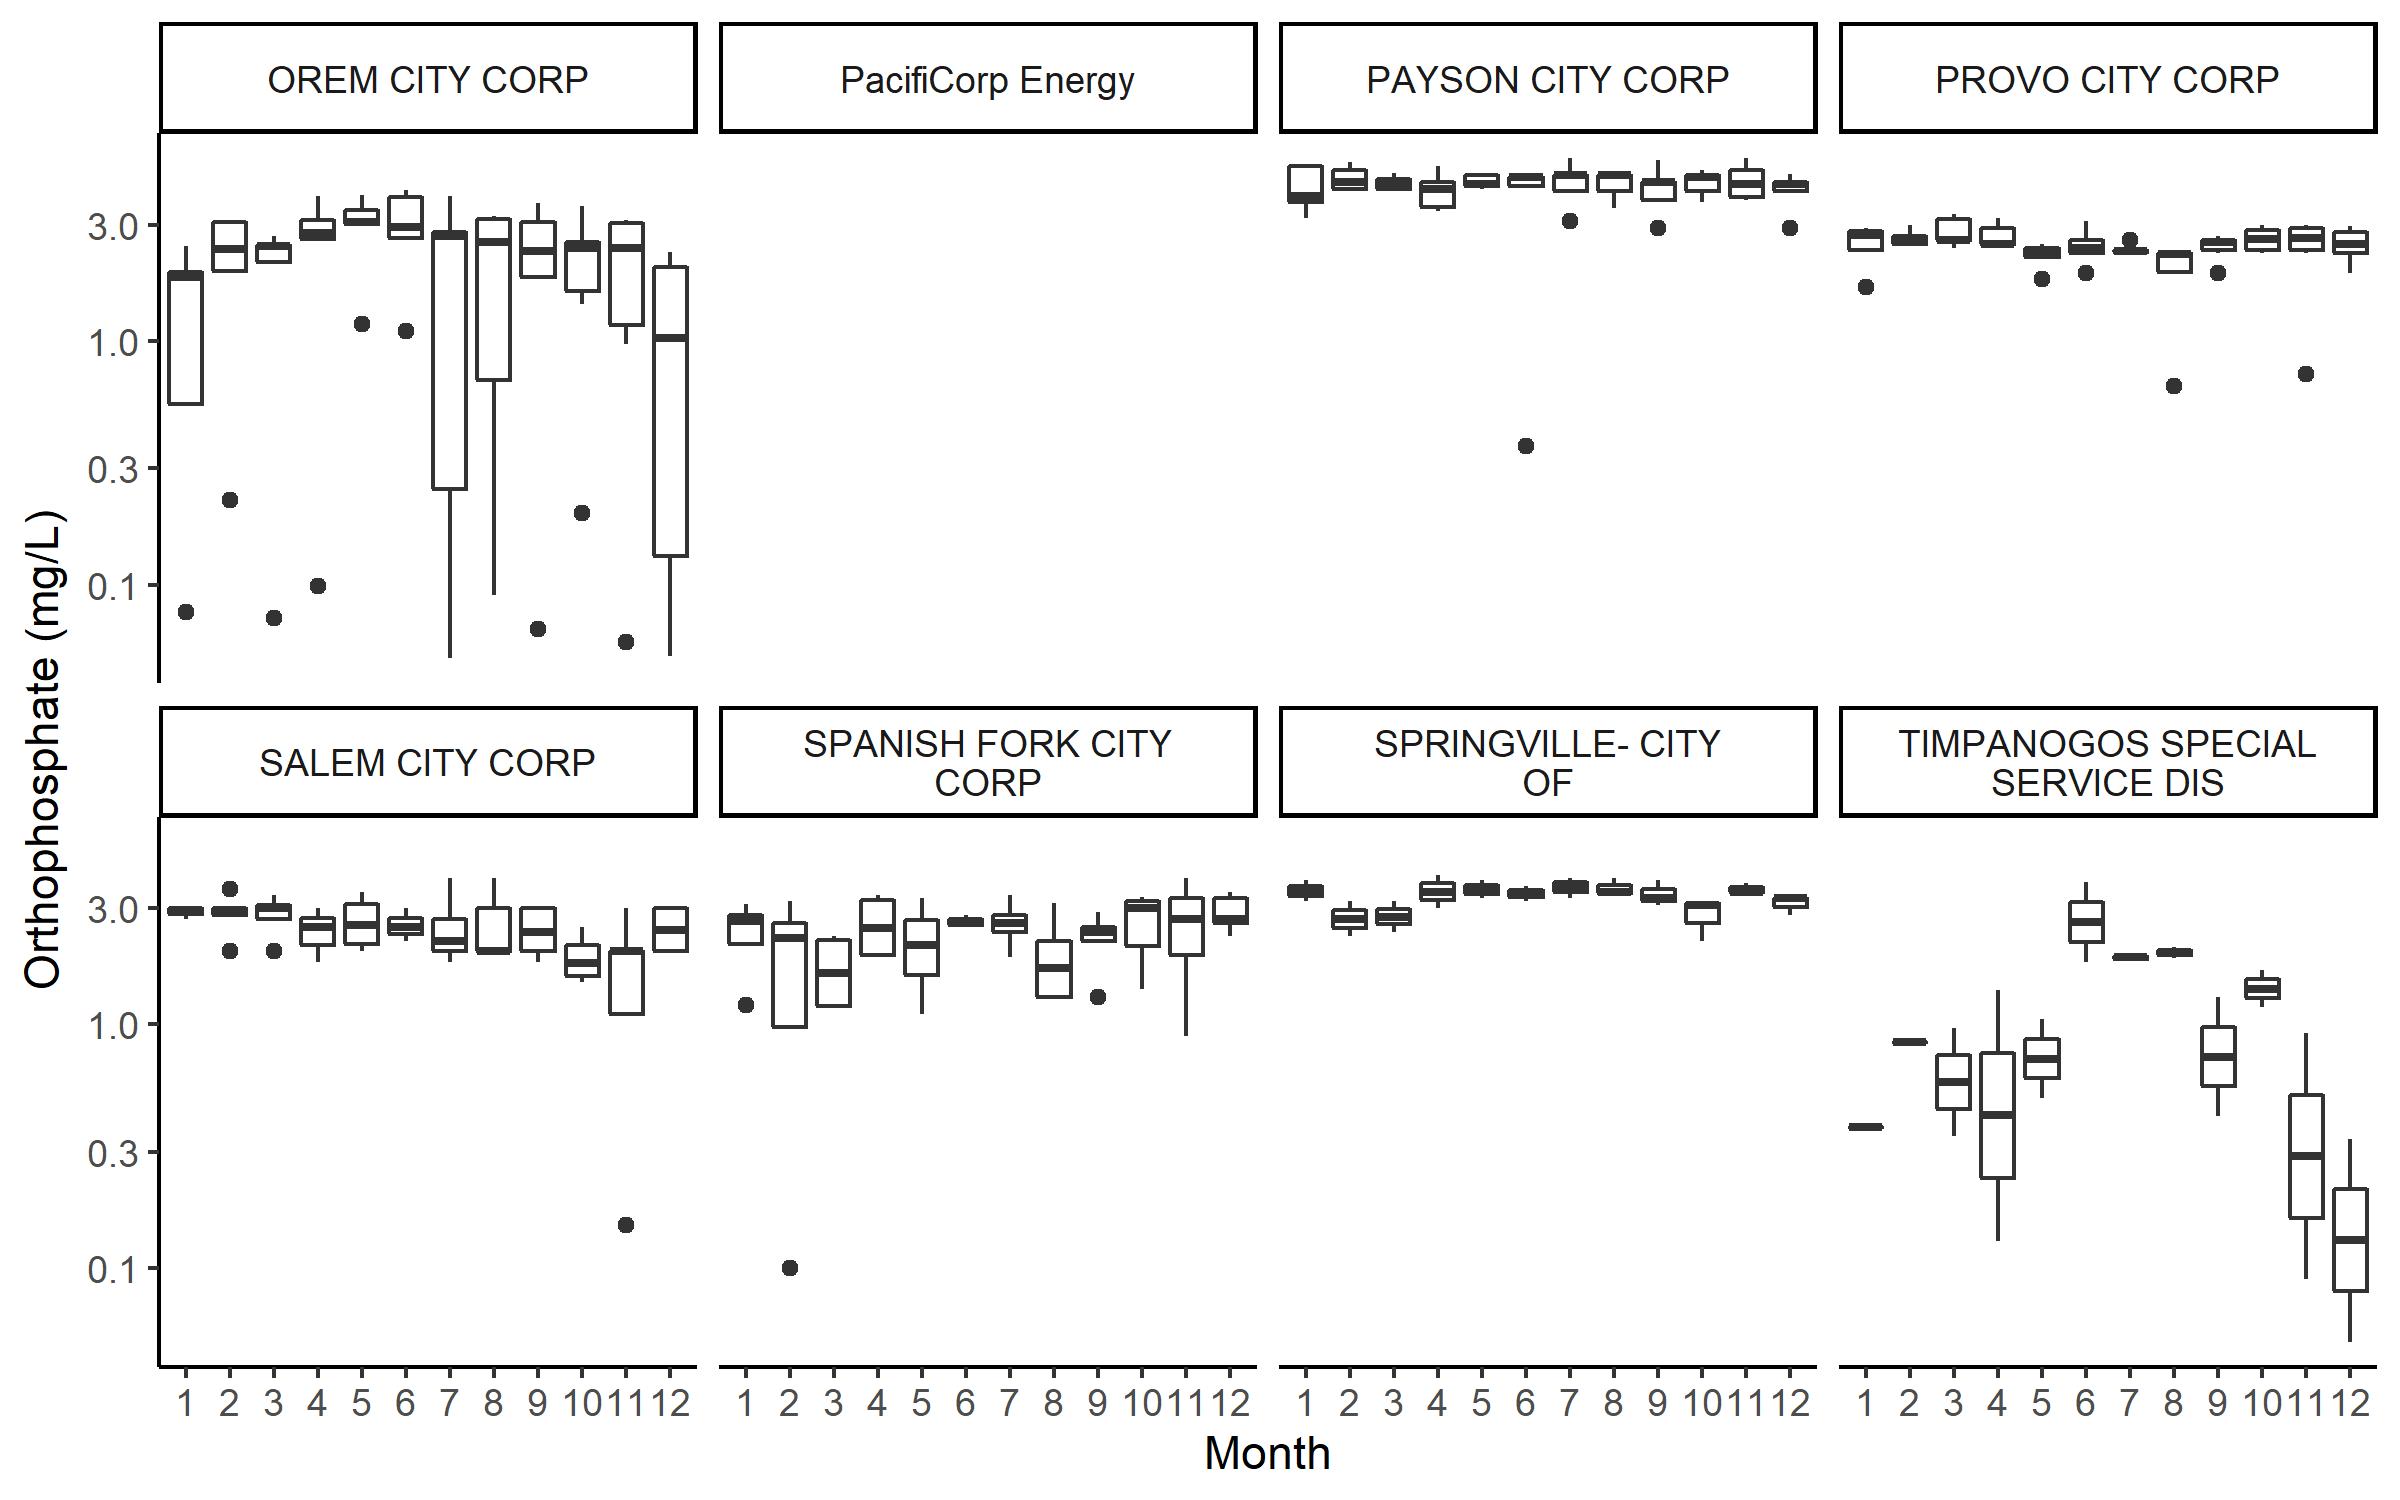 OREM CITY CORP
PacifiCorp Energy
PAYSON CITY CORP
PROVO CITY CORP
3.0
1.0
0.3
0.1
Orthophosphate (mg/L)
SALEM CITY CORP
SPANISH FORK CITY
CORP
SPRINGVILLE- CITY
OF
TIMPANOGOS SPECIAL
SERVICE DIS
3.0
1.0
0.3
0.1
1 2 3 4 5 6 7 8 9 10 11 12
1 2 3 4 5 6 7 8 9 10 11 12
1 2 3 4 5 6 7 8 9 10 11 12
1 2 3 4 5 6 7 8 9 10 11 12
Month